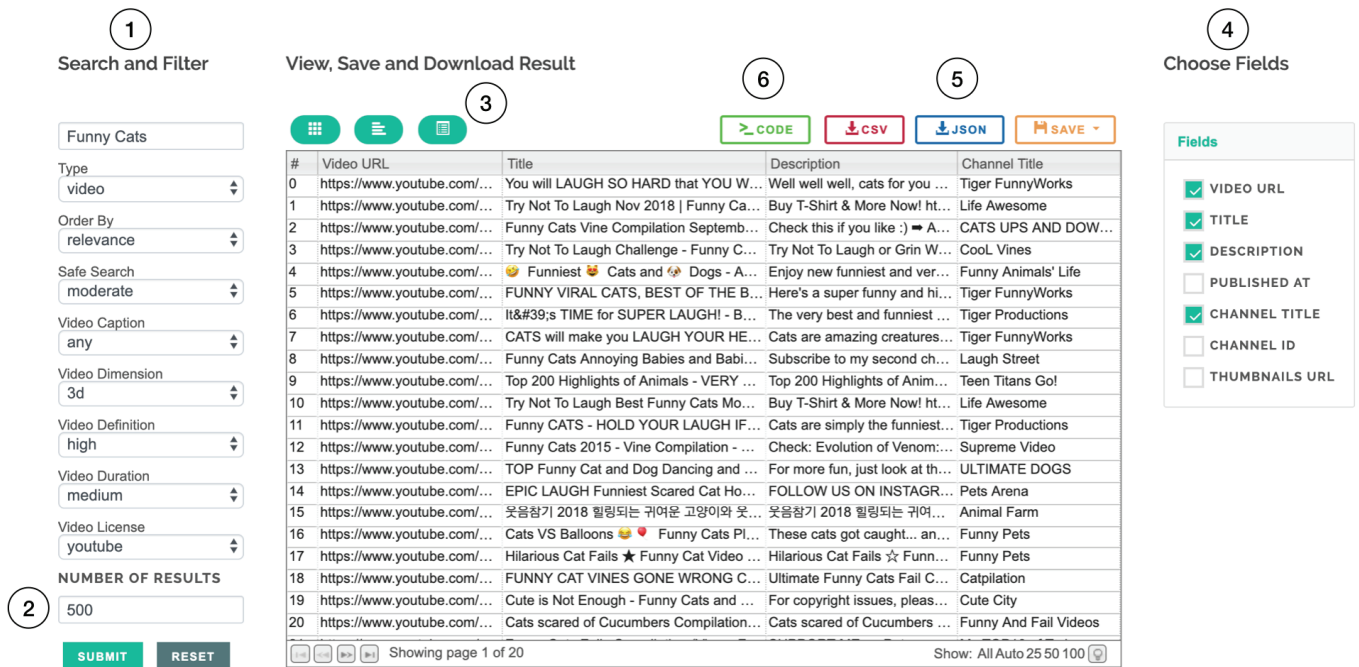 1
4
Search and Filter
View, Save and Download Result
Choose Fields
3
6
5
>_CODE CSV JSON SAVE
Funny Cats
Type
video
Order By
relevance
Safe Search
moderate
Video Caption
any
Video Dimension
3d
Video Definition
high
Video Duration
medium
Video License
youtube
NUMBER OF RESULTS
2
500
SUBMIT RESET
# Video URL Title Description Channel Title
0 https://www.youtube.com/... You will LAUGH SO HARD that YOU W... Well well well, cats for you ... Tiger FunnyWorks
1 https://www.youtube.com/... Try Not To Laugh Nov 2018 | Funny Ca... Buy T-Shirt & More Now! ht... Life Awesome
2 https://www.youtube.com/... Funny Cats Vine Compilation Septemb... Check this if you like :) ➡ A... CATS UPS AND DOW...
3 https://www.youtube.com/... Try Not To Laugh Challenge - Funny C... Try Not To Laugh or Grin W... CooL Vines
4 https://www.youtube.com/... 🤣 Funniest 😻 Cats and 🐶 Dogs - A... Enjoy new funniest and ver... Funny Animals' Life
5 https://www.youtube.com/... FUNNY VIRAL CATS, BEST OF THE B... Here's a super funny and hi... Tiger FunnyWorks
6 https://www.youtube.com/... It&#39;s TIME for SUPER LAUGH! - B... The very best and funniest ... Tiger Productions
7 https://www.youtube.com/... CATS will make you LAUGH YOUR HE... Cats are amazing creatures... Tiger FunnyWorks
8 https://www.youtube.com/... Funny Cats Annoying Babies and Babi... Subscribe to my second ch... Laugh Street
9 https://www.youtube.com/... Top 200 Highlights of Animals - VERY ... Top 200 Highlights of Anim... Teen Titans Go!
10 https://www.youtube.com/... Try Not To Laugh Best Funny Cats Mo... Buy T-Shirt & More Now! ht... Life Awesome
11 https://www.youtube.com/... Funny CATS - HOLD YOUR LAUGH IF... Cats are simply the funniest... Tiger Productions
12 https://www.youtube.com/... Funny Cats 2015 - Vine Compilation - ... Check: Evolution of Venom:... Supreme Video
13 https://www.youtube.com/... TOP Funny Cat and Dog Dancing and ... For more fun, just look at th... ULTIMATE DOGS
14 https://www.youtube.com/... EPIC LAUGH Funniest Scared Cat Ho... FOLLOW US ON INSTAGR... Pets Arena
15 https://www.youtube.com/... 웃음참기 2018 힐링되는 귀여운 고양이와 웃... 웃음참기 2018 힐링되는 귀여... Animal Farm
16 https://www.youtube.com/... Cats VS Balloons 😂🎈 Funny Cats Pl... These cats got caught... an... Funny Pets
17 https://www.youtube.com/... Hilarious Cat Fails ★ Funny Cat Video ... Hilarious Cat Fails ☆ Funn... Funny Pets
18 https://www.youtube.com/... FUNNY CAT VINES GONE WRONG C... Ultimate Funny Cats Fail C... Catpilation
19 https://www.youtube.com/... Cute is Not Enough - Funny Cats and ... For copyright issues, pleas... Cute City
20 https://www.youtube.com/... Cats scared of Cucumbers Compilation... Cats scared of Cucumbers ... Funny And Fail Videos
Showing page 1 of 20 Show: All Auto 25 50 100
Fields
VIDEO URL
TITLE
DESCRIPTION
PUBLISHED AT
CHANNEL TITLE
CHANNEL ID
THUMBNAILS URL